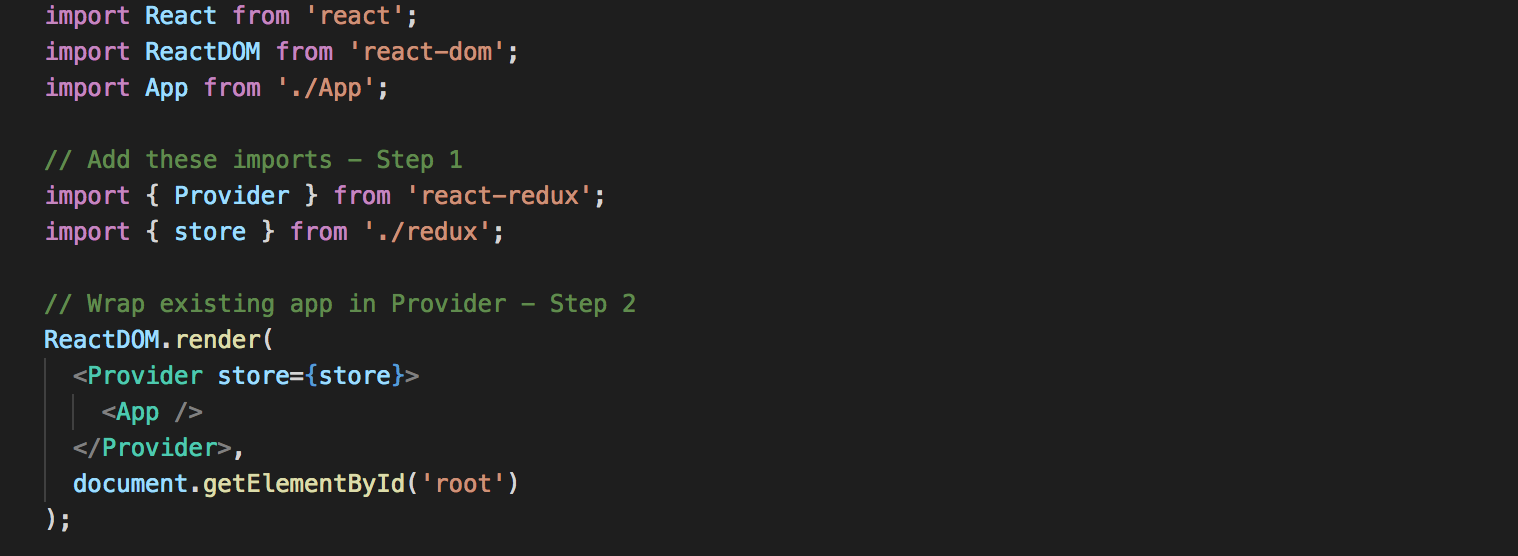 import React from 'react';
import ReactDOM from 'react-dom';
import App from './App';

// Add these imports - Step 1
import { Provider } from 'react-redux';
import { store } from './redux';

// Wrap existing app in Provider - Step 2
ReactDOM.render(
  <Provider store={store}>
    <App />
  </Provider>,
  document.getElementById('root')
);